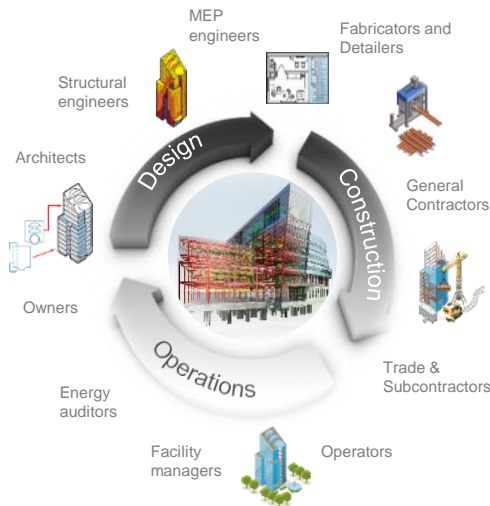 MEP
engineers
Fabricators and
Detailers
Structural
engineers
Design
Architects
Construction
General
Contractors
Owners
Operations
Trade &
Subcontractors
Energy
auditors
Facility
managers
Operators